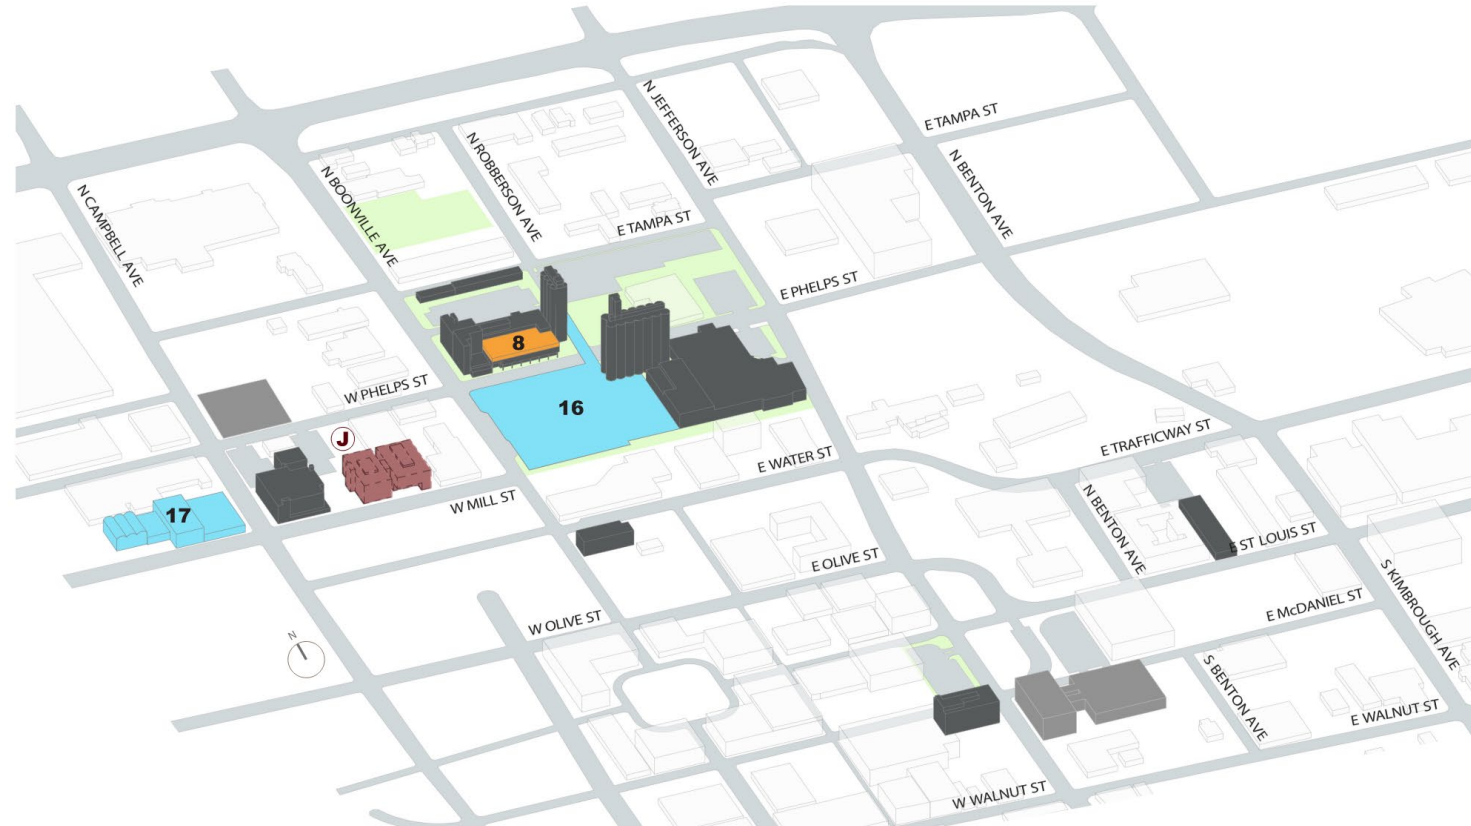 N JEFFERSON AVE
E TAMPA ST
N ROBBERSON AVE
N BENTON AVE
N BOONVILLE AVE
N CAMPBELL AVE
E TAMPA ST
E PHELPS ST
8
W PHELPS ST
16
J
E TRAFFICWAY ST
E WATER ST
W MILL ST
17
N BENTON AVE
E ST LOUIS ST
E OLIVE ST
S KIMBROUGH AVE
E McDANIEL ST
W OLIVE ST
N
S BENTON AVE
E WALNUT ST
W WALNUT ST